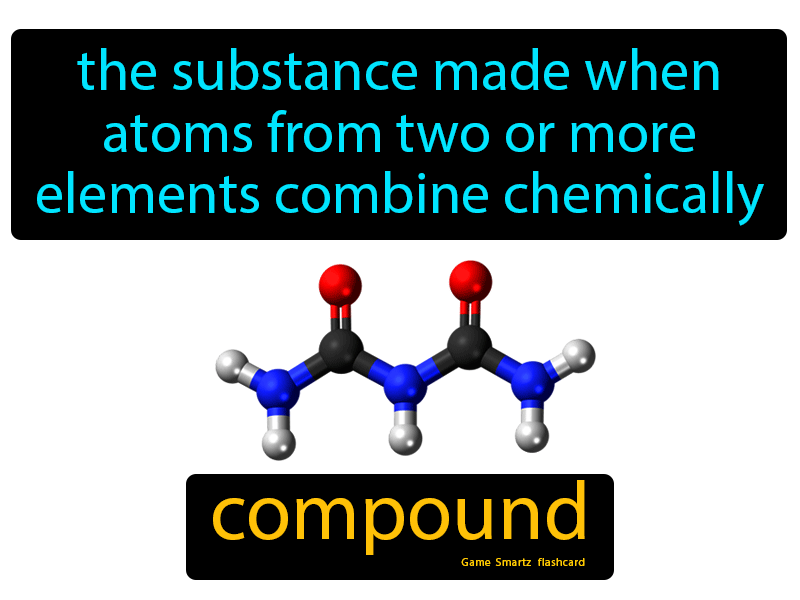 the substance made when
atoms from two or more
elements combine chemically
compound
Game Smartz flashcard